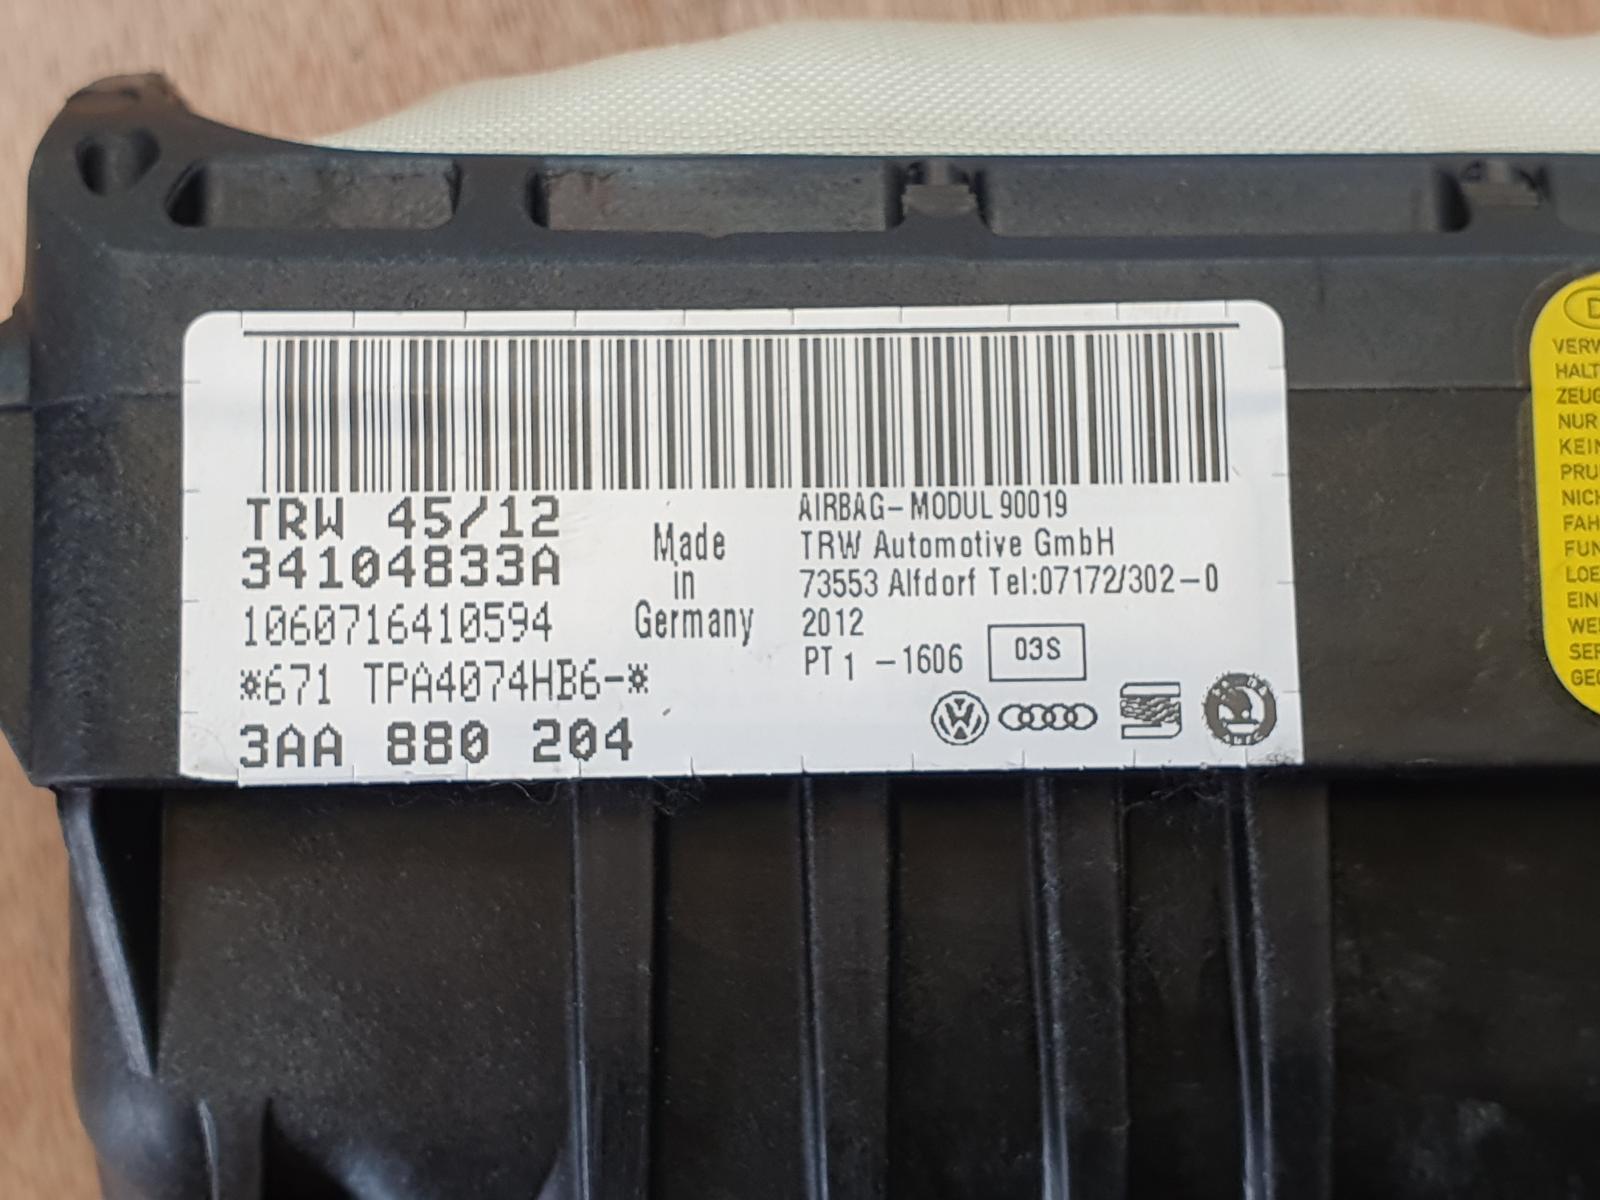 TRW 45/12
34104833A
1060716410594
*671 TPA4074HB6-*
3AA 880 204
Made
in
Germany
AIRBAG-MODUL 90019
TRW Automotive GmbH
73553 Alfdorf Tel:07172/302-0
2012
PT 1 -1606
03S
D
VERW
HALT
ZEUG
NUR
KEIN
PRU
NICH
FAH
FUN
LOE
EIN
WE
SER
GEG